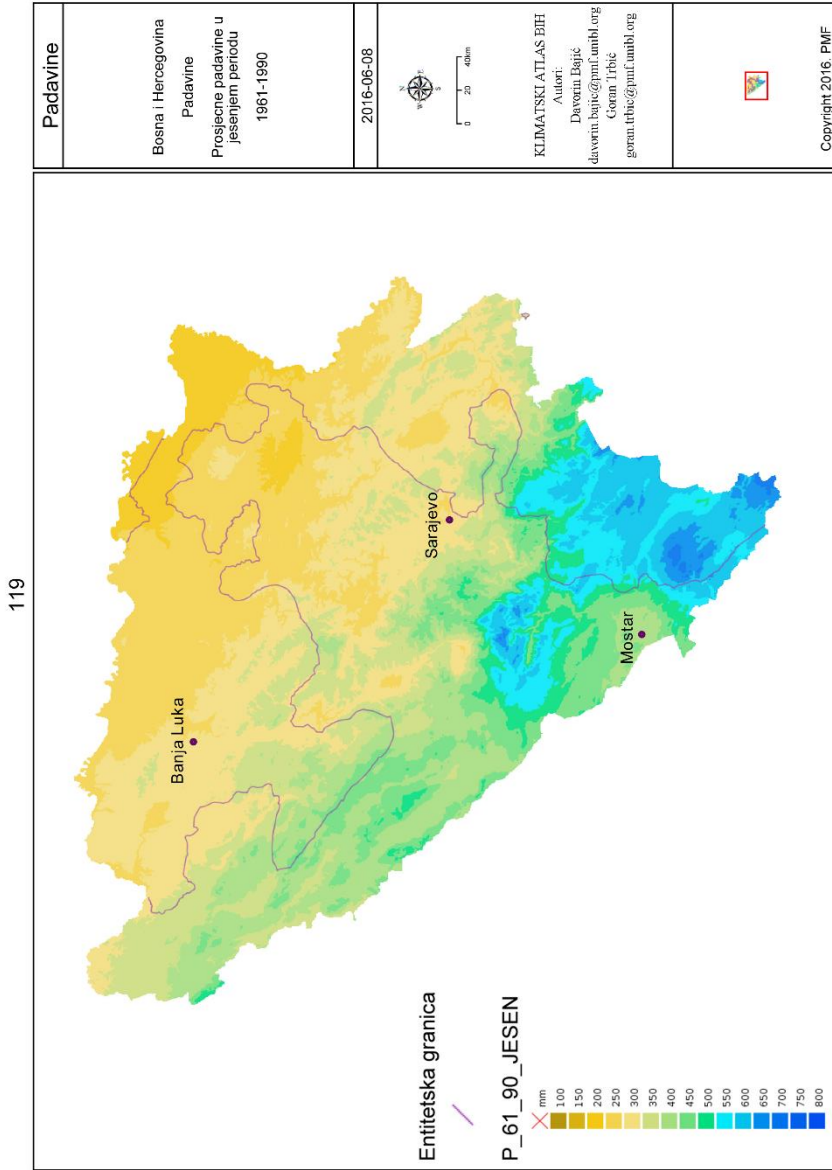 119
Padavine
Bosna i Hercegovina
Padavine
Prosjecne padavine u
jesenjem periodu
1961-1990
2016-06-08
N
W E
S
0 20 40km
KLIMATSKI ATLAS BIH
Autori:
Davorin Bajić
davorin.bajic@pmf.unibl.org
Goran Trbić
goran.trbic@pmf.unibl.org
Copyright 2016. PMF
Banja Luka
Sarajevo
Mostar
Entitetska granica
P_61_90_JESEN
mm
100
150
200
250
300
350
400
450
500
550
600
650
700
750
800